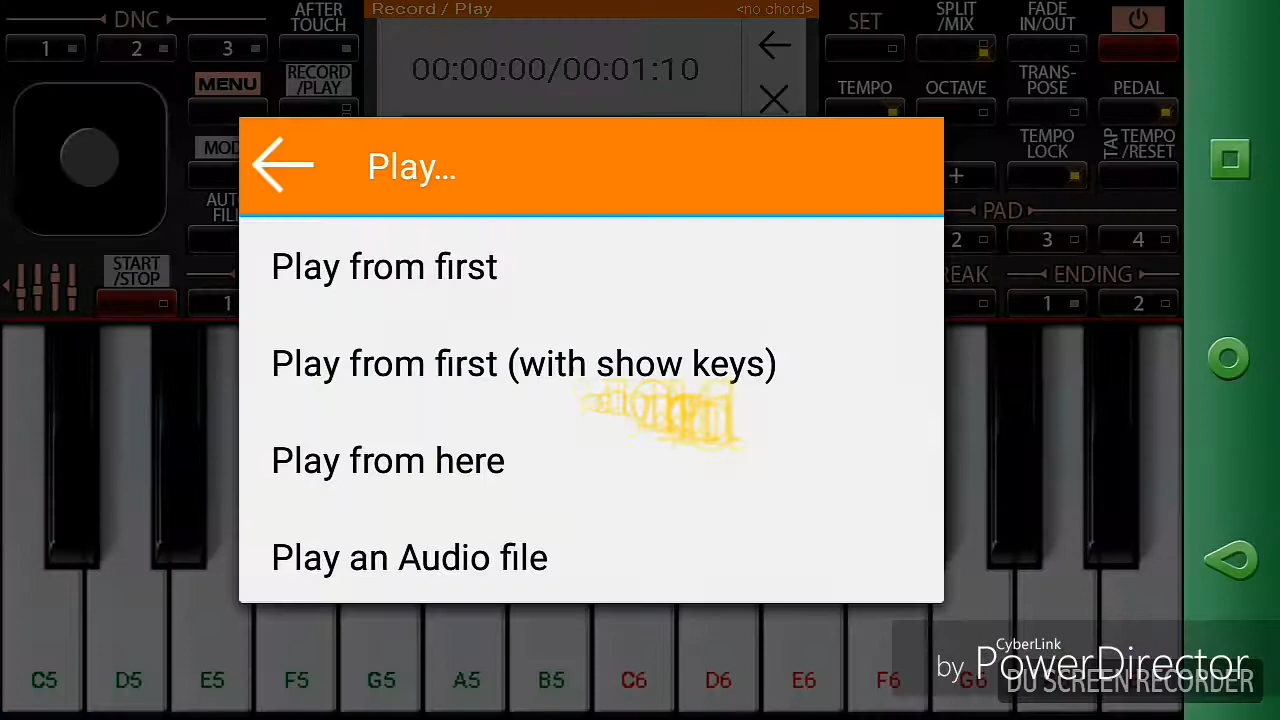 DNC
AFTER
TOUCH
Record / Play
<no chord>
SET
SPLIT
/MIX
FADE
IN/OUT
1
2
3
00:00:00/00:01:10
MENU
RECORD
/PLAY
TEMPO
OCTAVE
TRANS-
POSE
PEDAL
TEMPO
LOCK
TAP
TEMPO
/RESET
Play...
+
PAD
2
3
4
START
/STOP
Play from first
ENDING
1
1
2
Play from first (with show keys)
Play from here
Play an Audio file
CyberLink
by PowerDirector
DU SCREEN RECORDER
C5
D5
E5
F5
G5
A5
B5
C6
D6
E6
F6